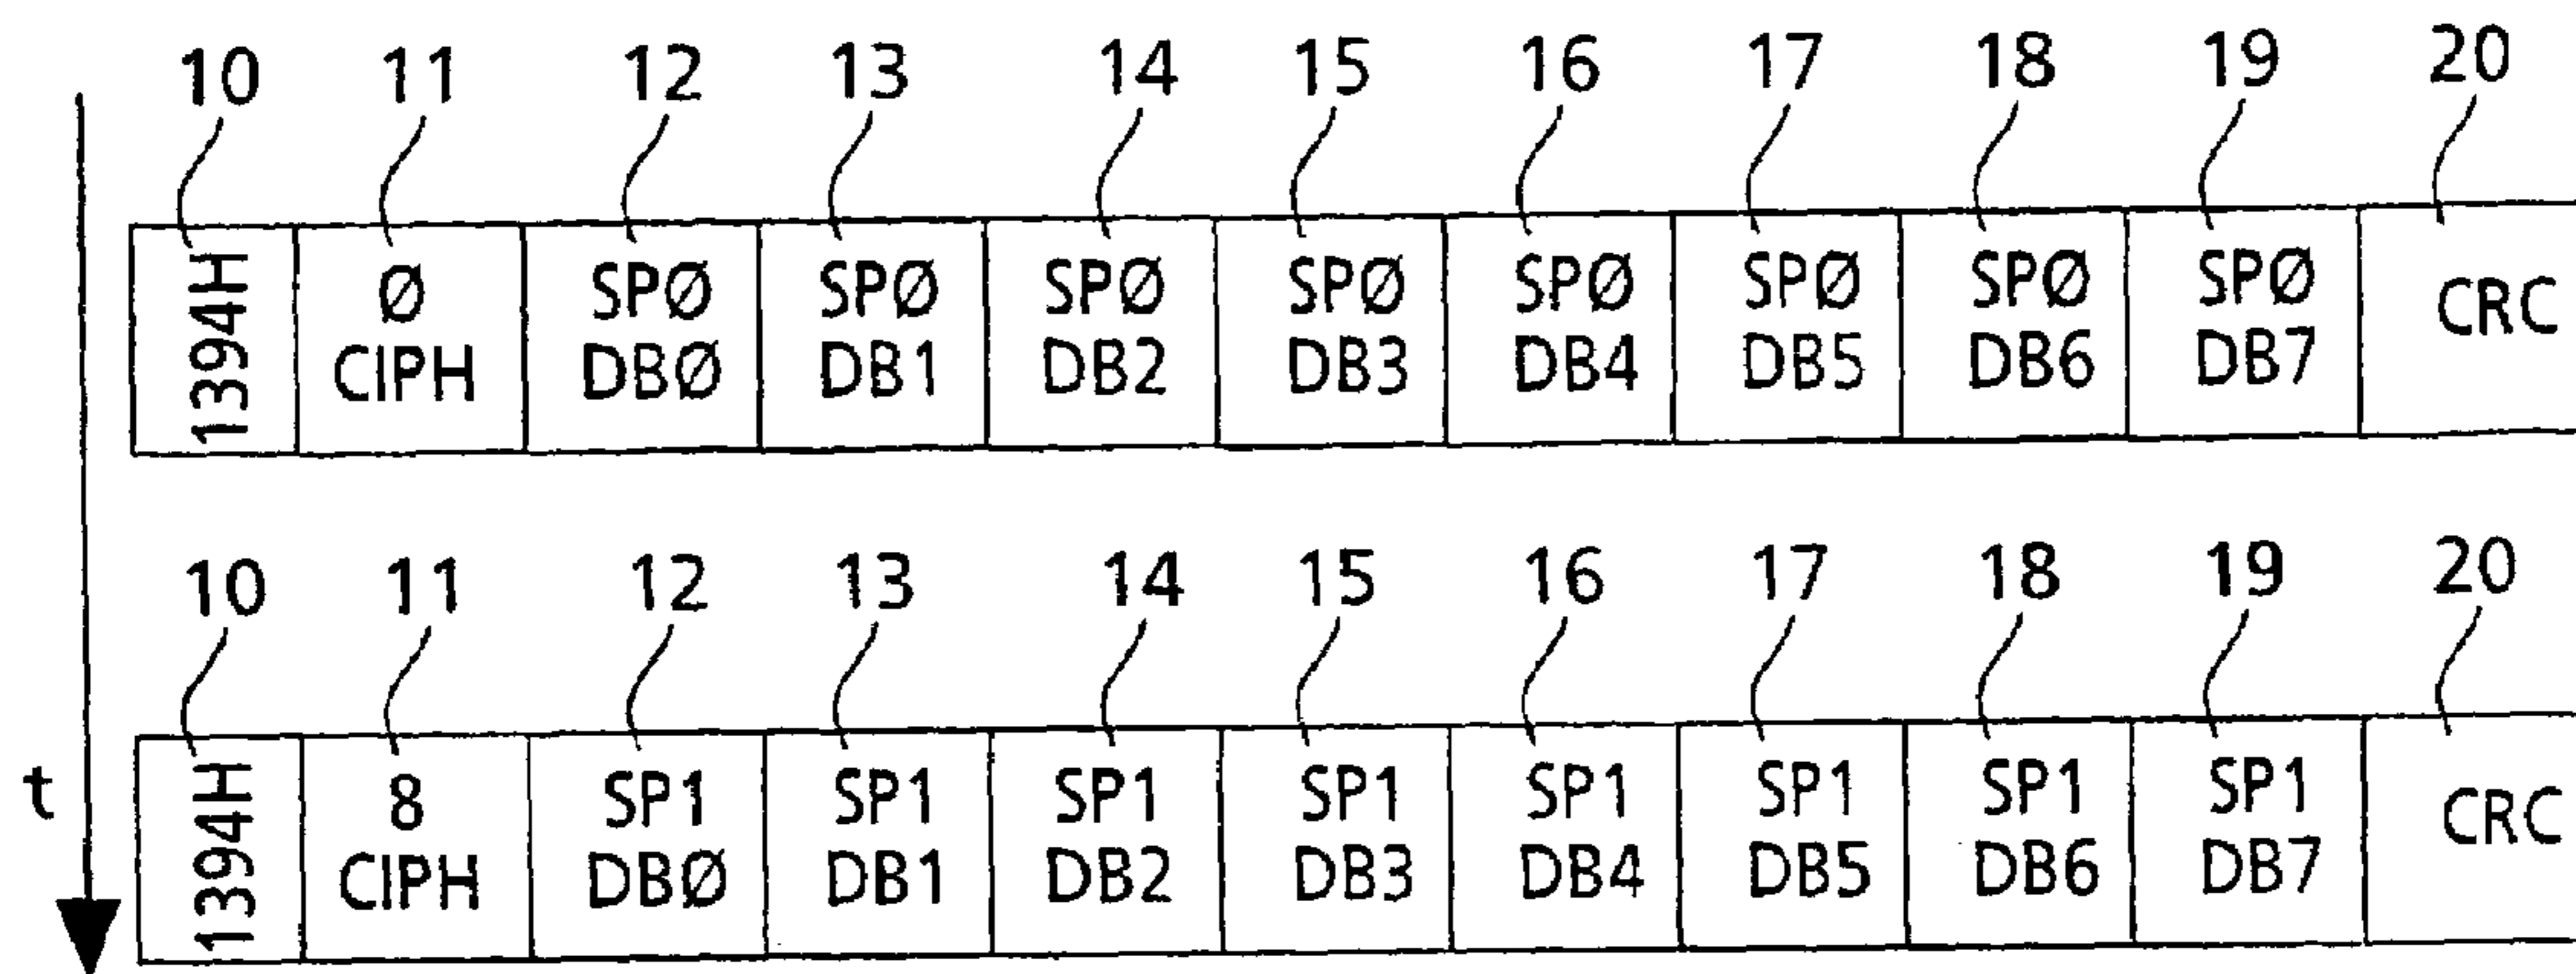 10 11 12 13 14 15 16 17 18 19 20
1394H
Ø
CIPH
SPØ
DBØ
SPØ
DB1
SPØ
DB2
SPØ
DB3
SPØ
DB4
SPØ
DB5
SPØ
DB6
SPØ
DB7
CRC
10 11 12 13 14 15 16 17 18 19 20
t
1394H
8
CIPH
SP1
DBØ
SP1
DB1
SP1
DB2
SP1
DB3
SP1
DB4
SP1
DB5
SP1
DB6
SP1
DB7
CRC